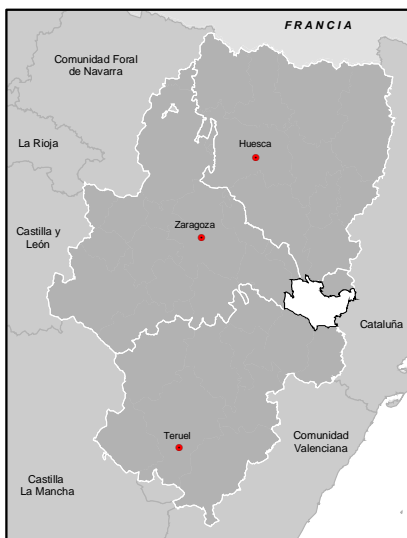 FRANCIA
Comunidad Foral
de Navarra
La Rioja
Huesca
Castilla y
León
Zaragoza
Cataluña
Teruel
Comunidad
Valenciana
Castilla
La Mancha